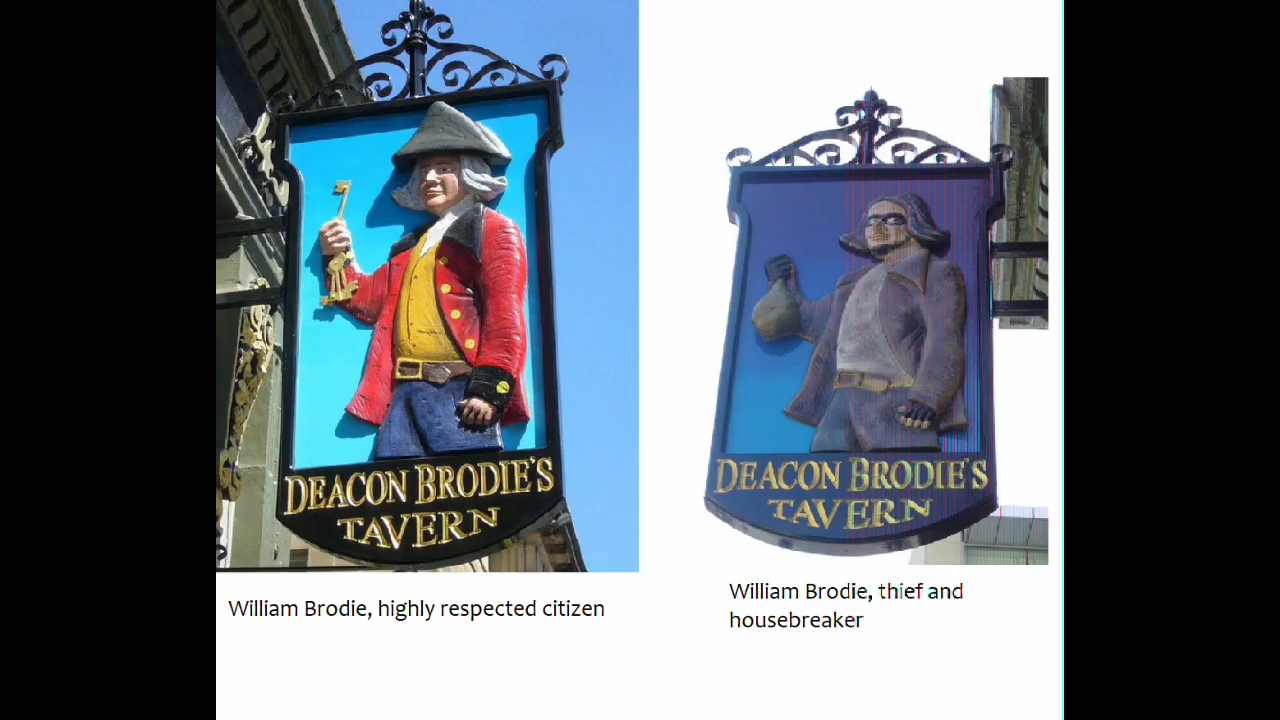 DEACON BRODIE'S
TAVERN
William Brodie, highly respected citizen
DEACON BRODIE'S
TAVERN
William Brodie, thief and
housebreaker